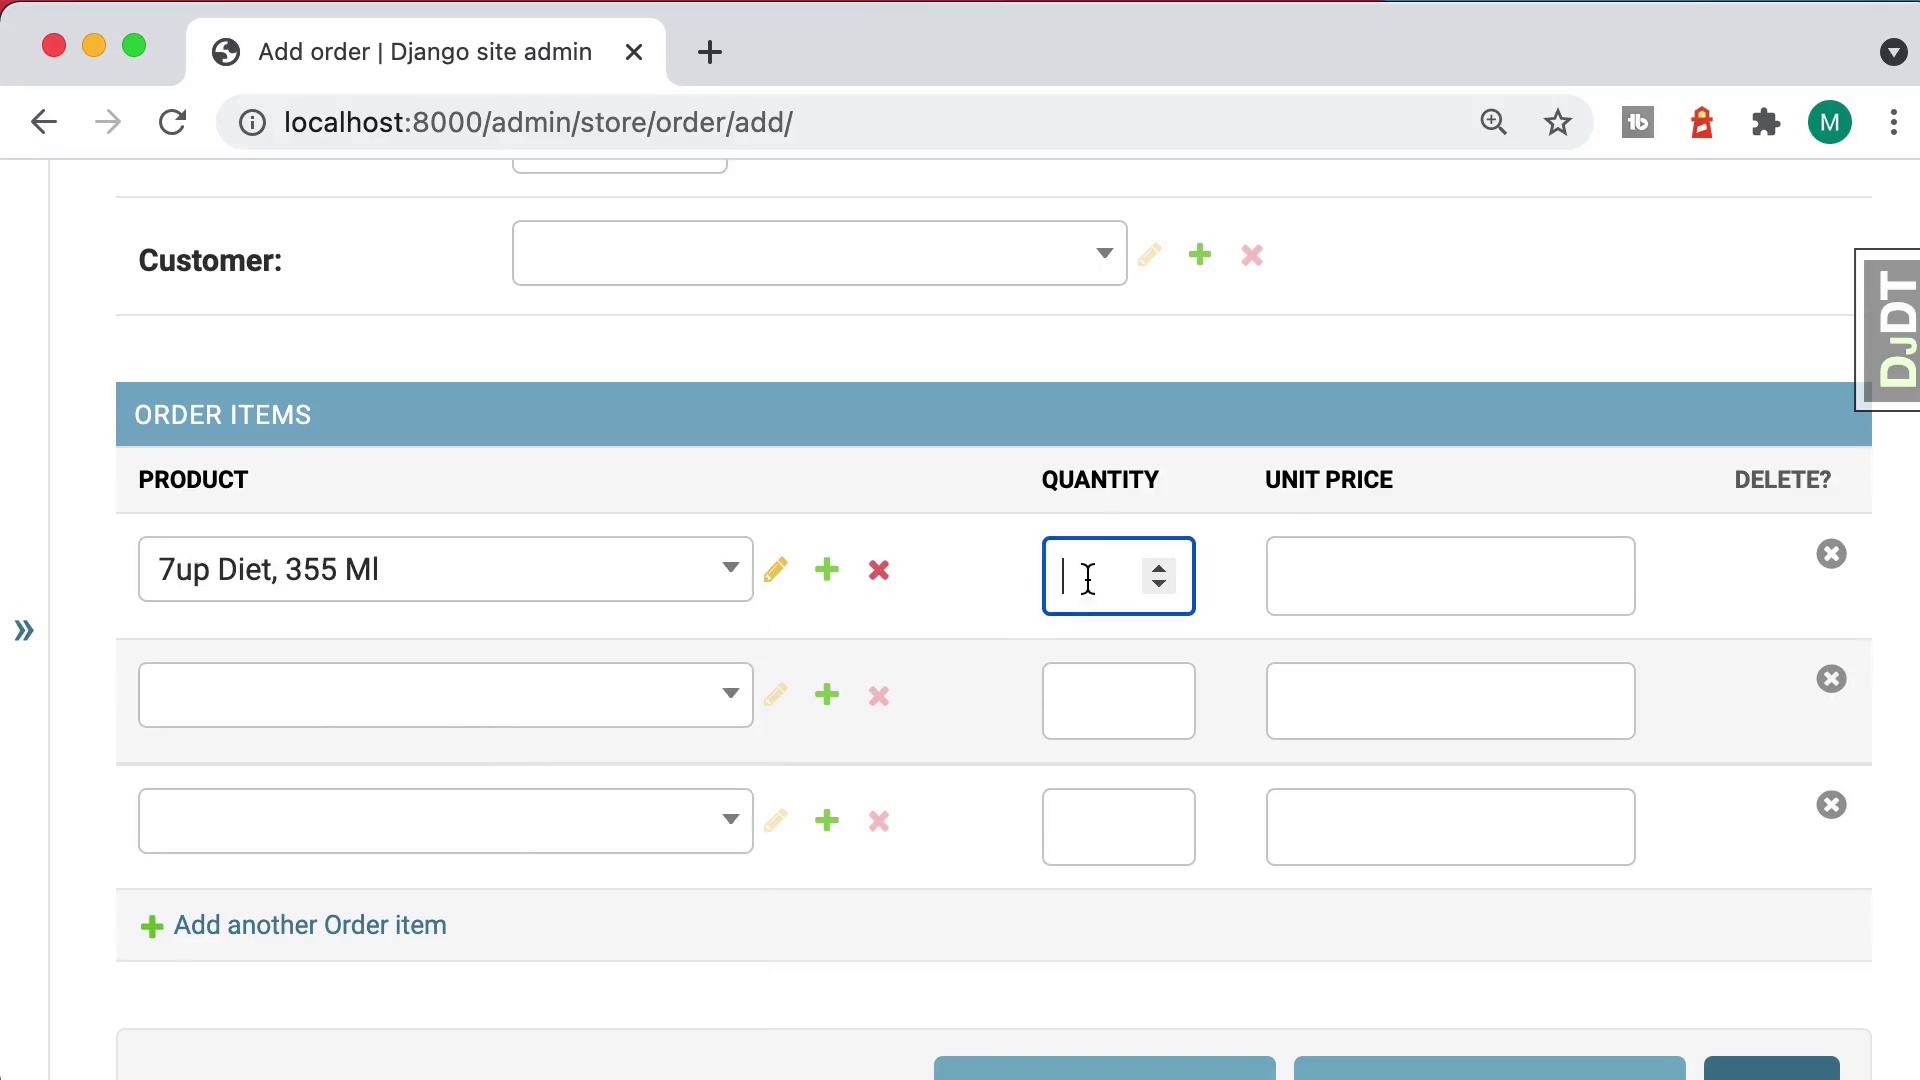 Add order | Django site admin
localhost:8000/admin/store/order/add/
M
Customer:
DJDT
ORDER ITEMS
PRODUCT QUANTITY UNIT PRICE DELETE?
7up Diet, 355 Ml
Add another Order item